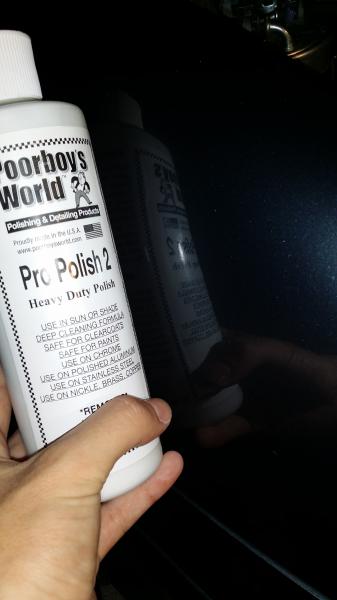 Poorboy's
World
Polishing & Detailing Products
Proudly made in the U.S.A.
www.poorboysworld.com
Pro Polish 2
Heavy Duty Polish
USE IN SUN OR SHADE
DEEP CLEANING FORMULA
SAFE FOR CLEARCOATS
SAFE FOR PAINTS
USE ON CHROME
USE ON POLISHED ALUMINUM
USE ON STAINLESS STEEL
USE ON NICKLE, BRASS, COPPER